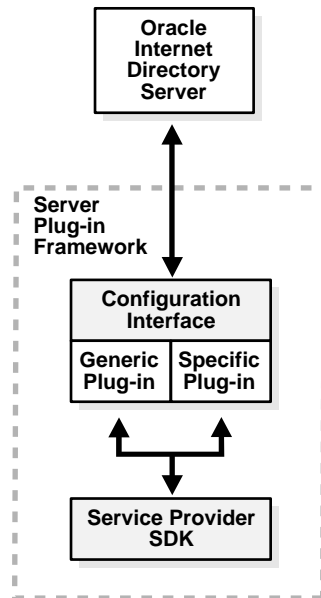 Oracle
Internet
Directory
Server
Server
Plug-in
Framework
Configuration
Interface
Generic
Plug-in
Specific
Plug-in
Service Provider
SDK